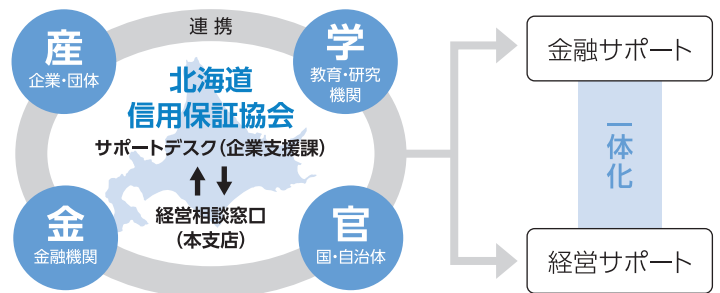 連携
産
企業・団体
学
教育・研究
機関
北海道
信用保証協会
サポートデスク(企業支援課)
経営相談窓口
(本支店)
金
金融機関
官
国・自治体
金融サポート
一体化
経営サポート